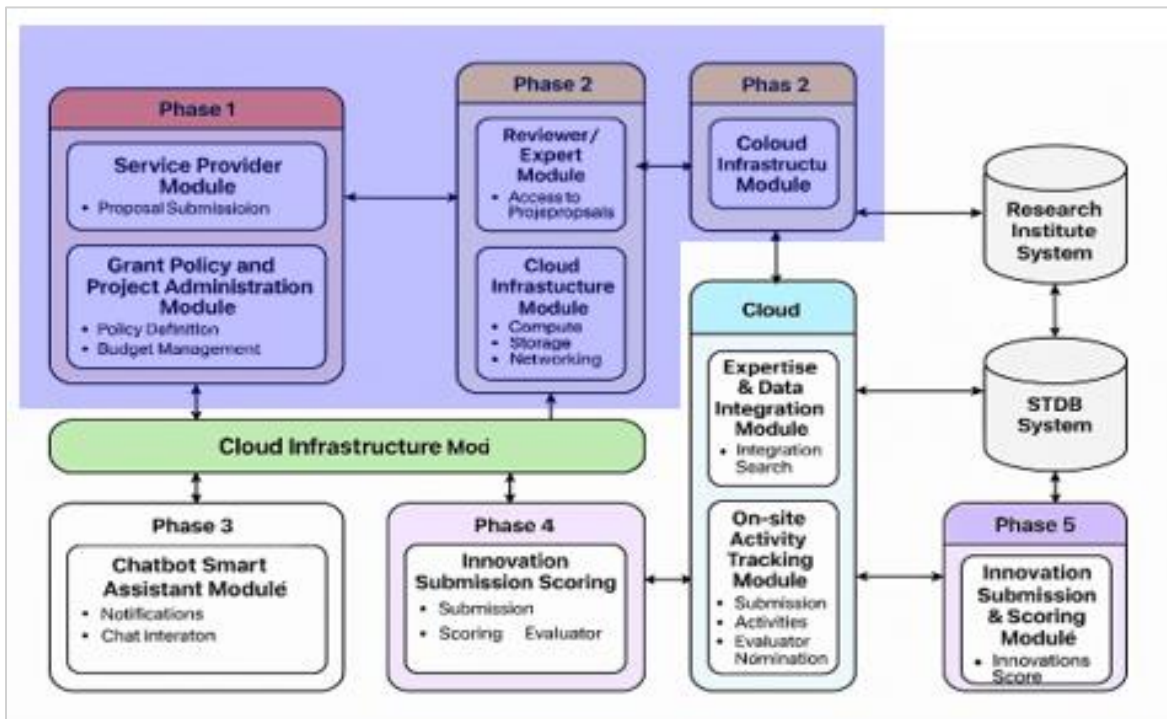 Phase 1
Service Provider
Module
• Proposal Submissioion
Grant Policy and
Project Administration
Module
• Policy Definition
• Budget Management
Phase 2
Reviewer/
Expert
Module
• Access to
Projepropsals
Cloud
Infrastucture
Module
• Compute
• Storage
• Networking
Phas 2
Coloud
Infrastructu
Module
Research
Institute
System
STDB
System
Cloud Infrastructure Mod
Cloud
Expertise
& Data
Integration
Module
• Integration
Search
On-site
Activity
Tracking
Module
• Submission
• Activities
• Evaluator
Nomination
Phase 3
Chatbot Smart
Assistant Module
• Notifications
• Chat Interaton
Phase 4
Innovation
Submission Scoring
• Submission
• Scoring Evaluator
Phase 5
Innovation
Submission
& Scoring
Module
• Innovations
Score